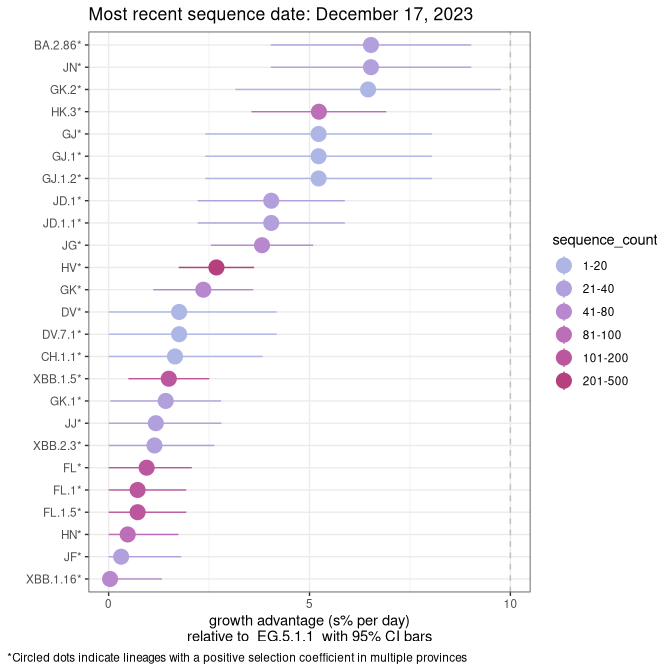 Most recent sequence date: December 17, 2023
BA.2.86*
JN*
GK.2*
HK.3*
GJ*
GJ.1*
GJ.1.2*
JD.1*
JD.1.1*
JG*
HV*
GK*
DV*
DV.7.1*
CH.1.1*
XBB.1.5*
GK.1*
JJ*
XBB.2.3*
FL*
FL.1*
FL.1.5*
HN*
JF*
XBB.1.16*
0 5 10
growth advantage (s% per day)
relative to EG.5.1.1 with 95% CI bars
sequence_count
1-20
21-40
41-80
81-100
101-200
201-500
*Circled dots indicate lineages with a positive selection coefficient in multiple provinces